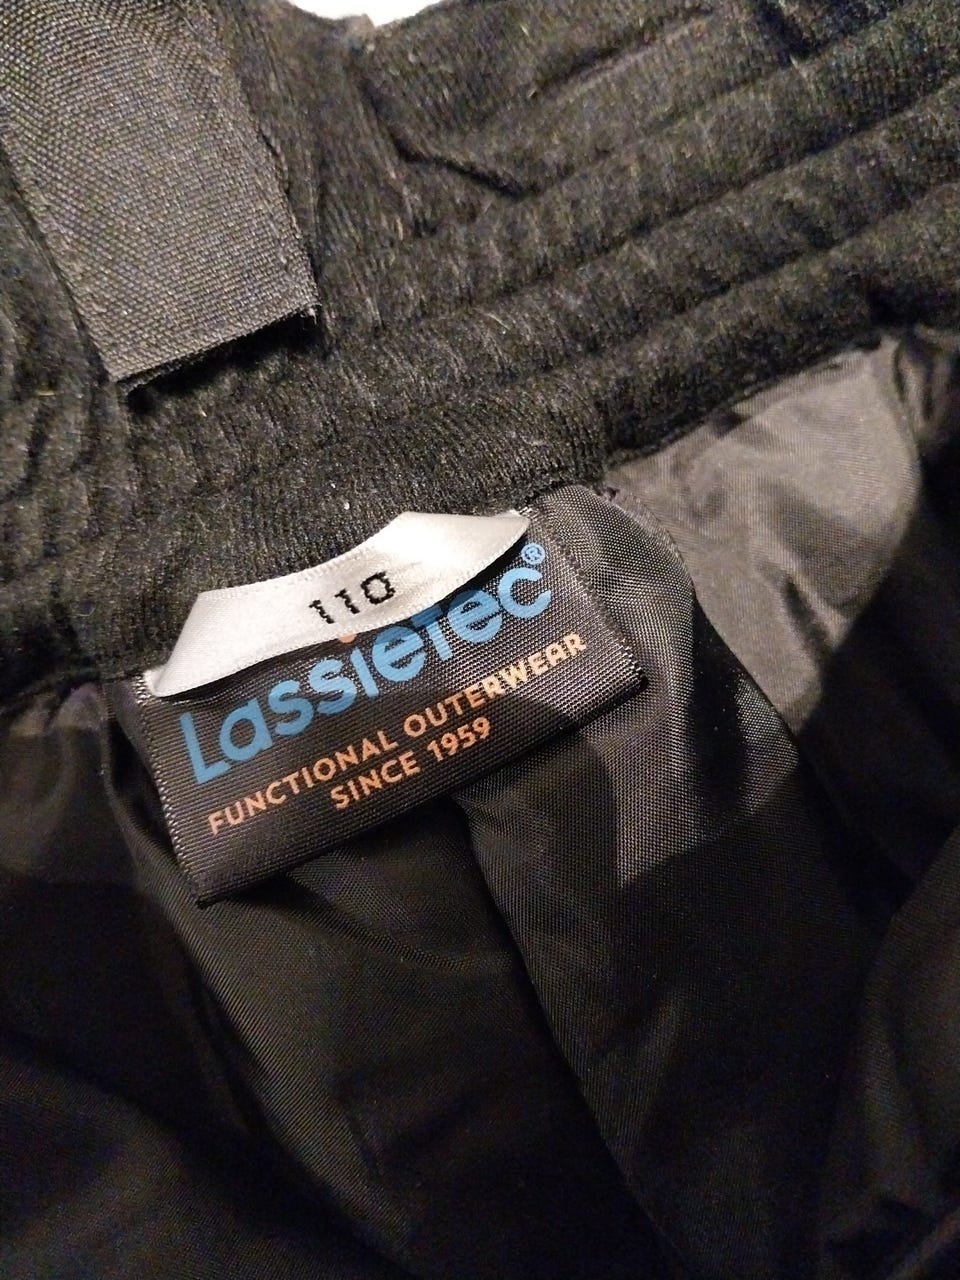 110
LassieTec®
FUNCTIONAL OUTERWEAR
SINCE 1959